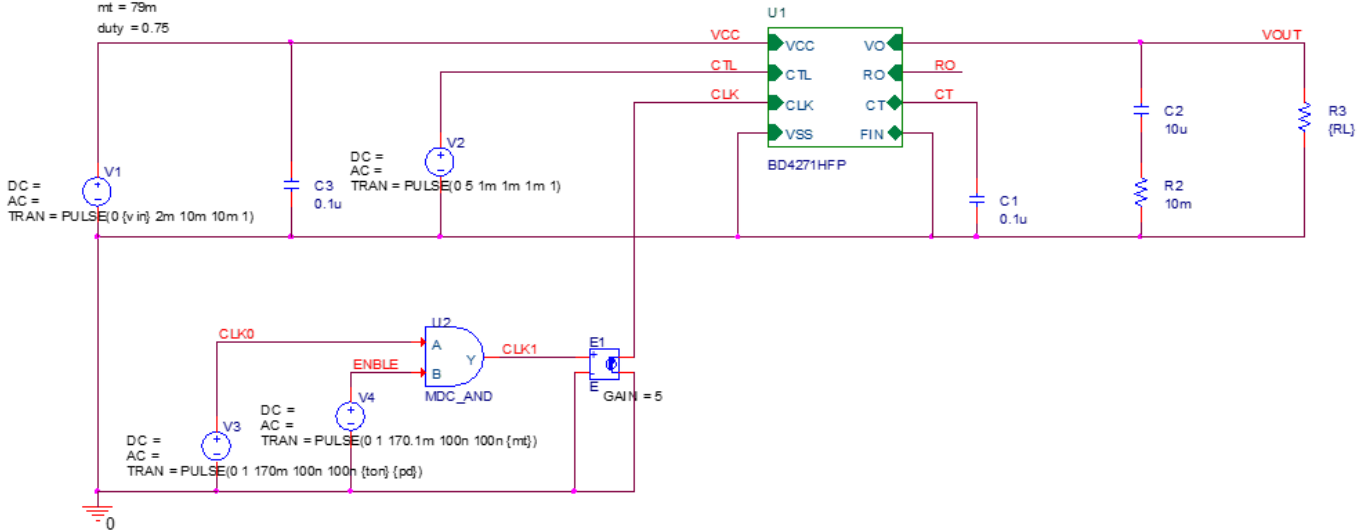 mt = 79m
duty = 0.75
U1
VCC
VCC
VO
VOUT
CTL
CTL
RO
RO
CLK
CLK
CT
CT
VSS
FIN
BD4271HFP
C2
10u
R3
{RL}
R2
10m
C1
0.1u
V1
DC =
AC =
TRAN = PULSE(0 {vin} 2m 10m 10m 1)
C3
0.1u
V2
DC =
AC =
TRAN = PULSE(0 5 1m 1m 1m 1)
CLK0
U2
A
B
Y
MDC_AND
CLK1
E1
E
GAIN = 5
ENBLE
V4
DC =
AC =
TRAN = PULSE(0 1 170.1m 100n 100n {mt})
V3
DC =
AC =
TRAN = PULSE(0 1 170m 100n 100n {ton} {pd})
0